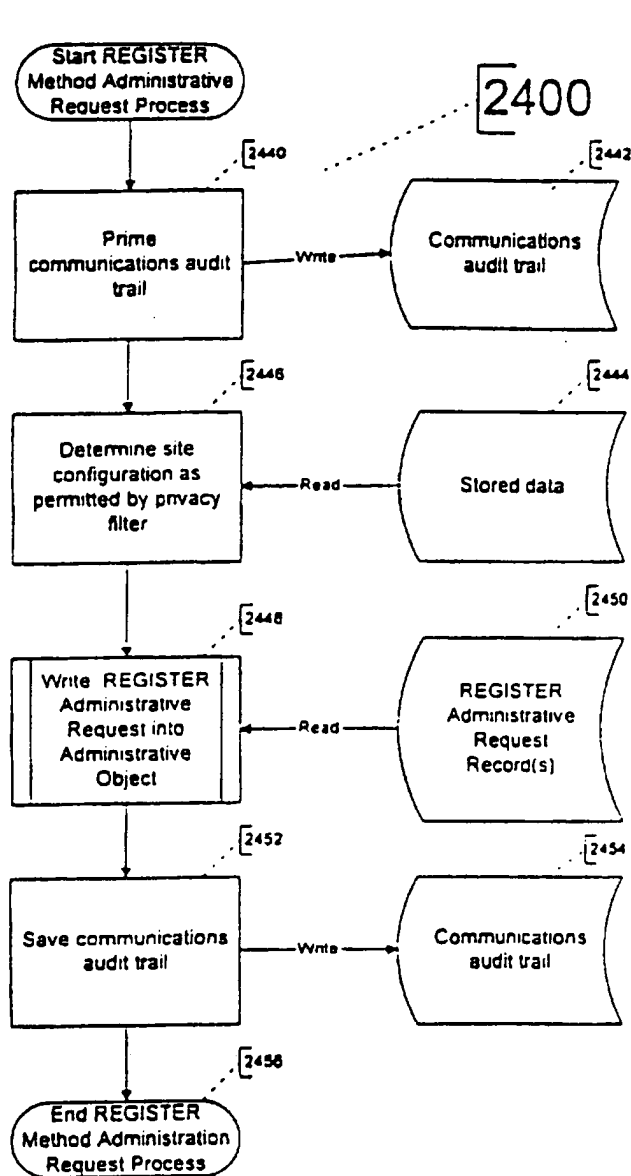 Start REGISTER
Method Administrative
Request Process
2400
2440
2442
Prime
communications audit
trail
Write
Communications
audit trail
2446
2444
Determine site
configuration as
permitted by privacy
filter
Read
Stored data
2448
2450
Write REGISTER
Administrative
Request into
Administrative
Object
Read
REGISTER
Administrative
Request
Record(s)
2452
2454
Save communications
audit trail
Write
Communications
audit trail
2456
End REGISTER
Method Administration
Request Process